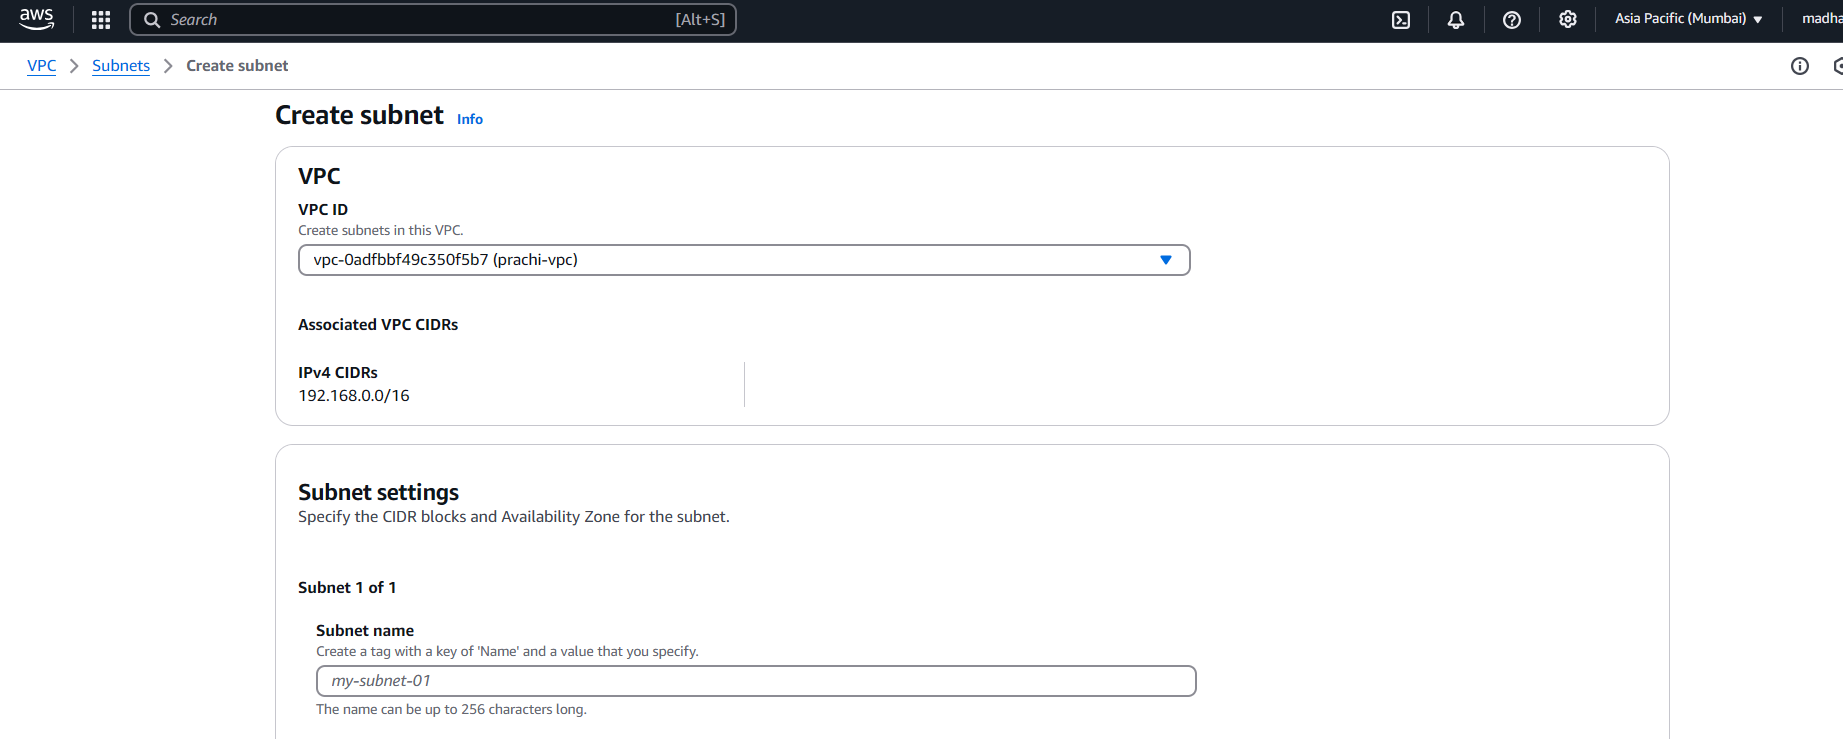 aws
Search [Alt+S]
Asia Pacific (Mumbai)
VPC Subnets Create subnet
Create subnet Info
VPC
VPC ID
Create subnets in this VPC.
vpc-0adfbbf49c350f5b7 (prachi-vpc)
Associated VPC CIDRs
IPv4 CIDRs
192.168.0.0/16
Subnet settings
Specify the CIDR blocks and Availability Zone for the subnet.
Subnet 1 of 1
Subnet name
Create a tag with a key of 'Name' and a value that you specify.
my-subnet-01
The name can be up to 256 characters long.